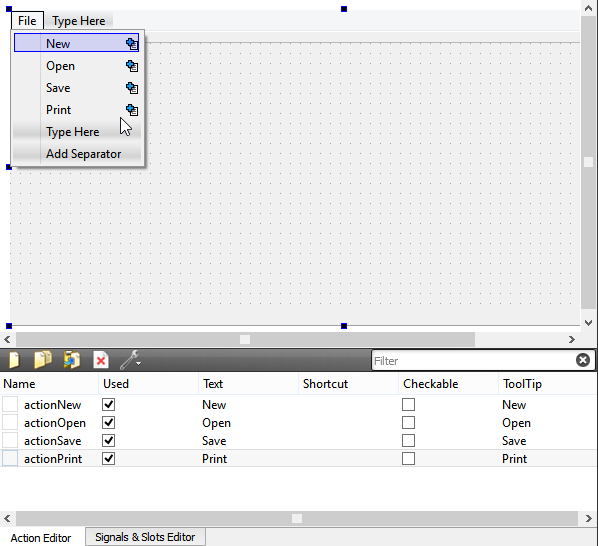 File Type Here
New
Open
Save
Print
Type Here
Add Separator
Filter
Name Used Text Shortcut Checkable ToolTip
actionNew New New
actionOpen Open Open
actionSave Save Save
actionPrint Print Print
Action Editor Signals & Slots Editor